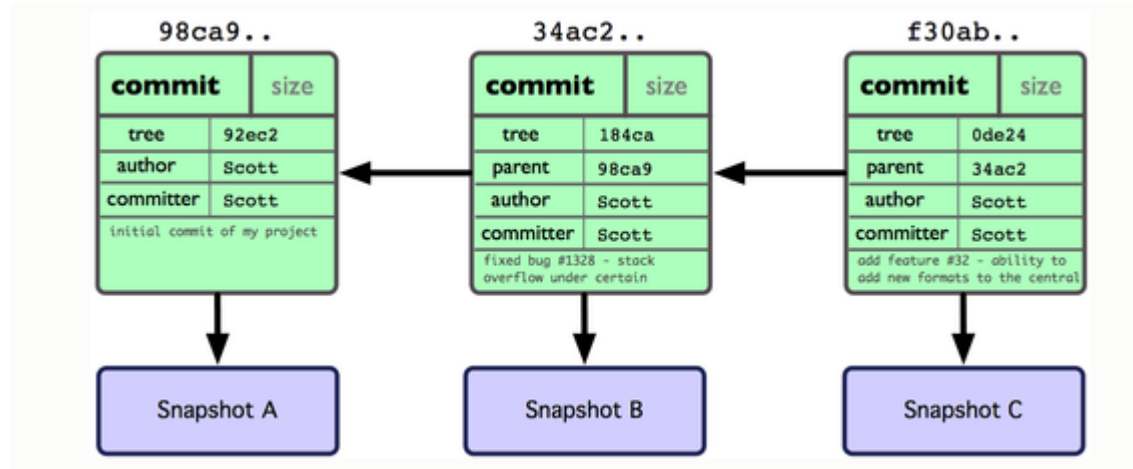 98ca9..
commit size
tree 92ec2
author Scott
committer Scott
initial commit of my project
Snapshot A
34ac2..
commit size
tree 184ca
parent 98ca9
author Scott
committer Scott
fixed bug #1328 - stack
overflow under certain
Snapshot B
f30ab..
commit size
tree 0de24
parent 34ac2
author Scott
committer Scott
add feature #32 - ability to
add new formats to the central
Snapshot C